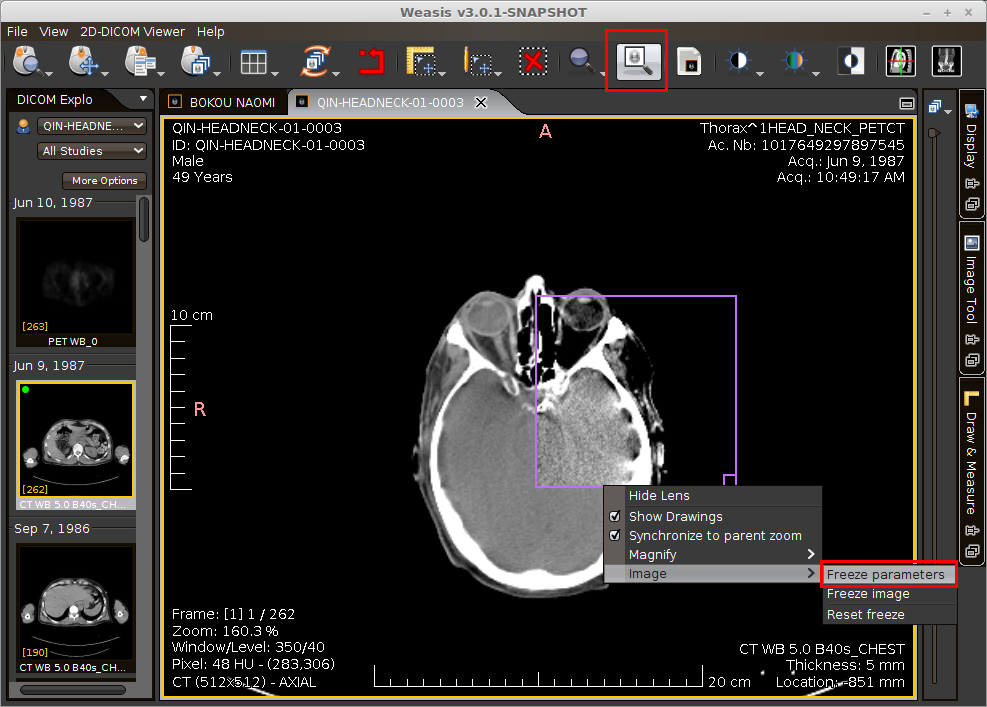 Weasis v3.0.1-SNAPSHOT
File View 2D-DICOM Viewer Help
DICOM Explo
BOKOU NAOMI
QIN-HEADNECK-01-0003
QIN-HEADNE...
All Studies
More Options
Jun 10, 1987
[263]
PET WB_0
Jun 9, 1987
[262]
CT WB 5.0 B40s_CH...
Sep 7, 1986
[190]
CT WB 5.0 B40s_CH...
QIN-HEADNECK-01-0003
ID: QIN-HEADNECK-01-0003
Male
49 Years
A
Thorax^1HEAD_NECK_PETCT
Ac. Nb: 1017649297897545
Acq.: Jun 9, 1987
Acq.: 10:49:17 AM
10 cm
R
Hide Lens
Show Drawings
Synchronize to parent zoom
Magnify
Image
Freeze parameters
Freeze image
Reset freeze
Frame: [1] 1 / 262
Zoom: 160.3 %
Window/Level: 350/40
Pixel: 48 HU - (283,306)
CT (512x512) - AXIAL
20 cm
CT WB 5.0 B40s_CHEST
Thickness: 5 mm
Location: -851 mm
Display
Image Tool
Draw & Measure